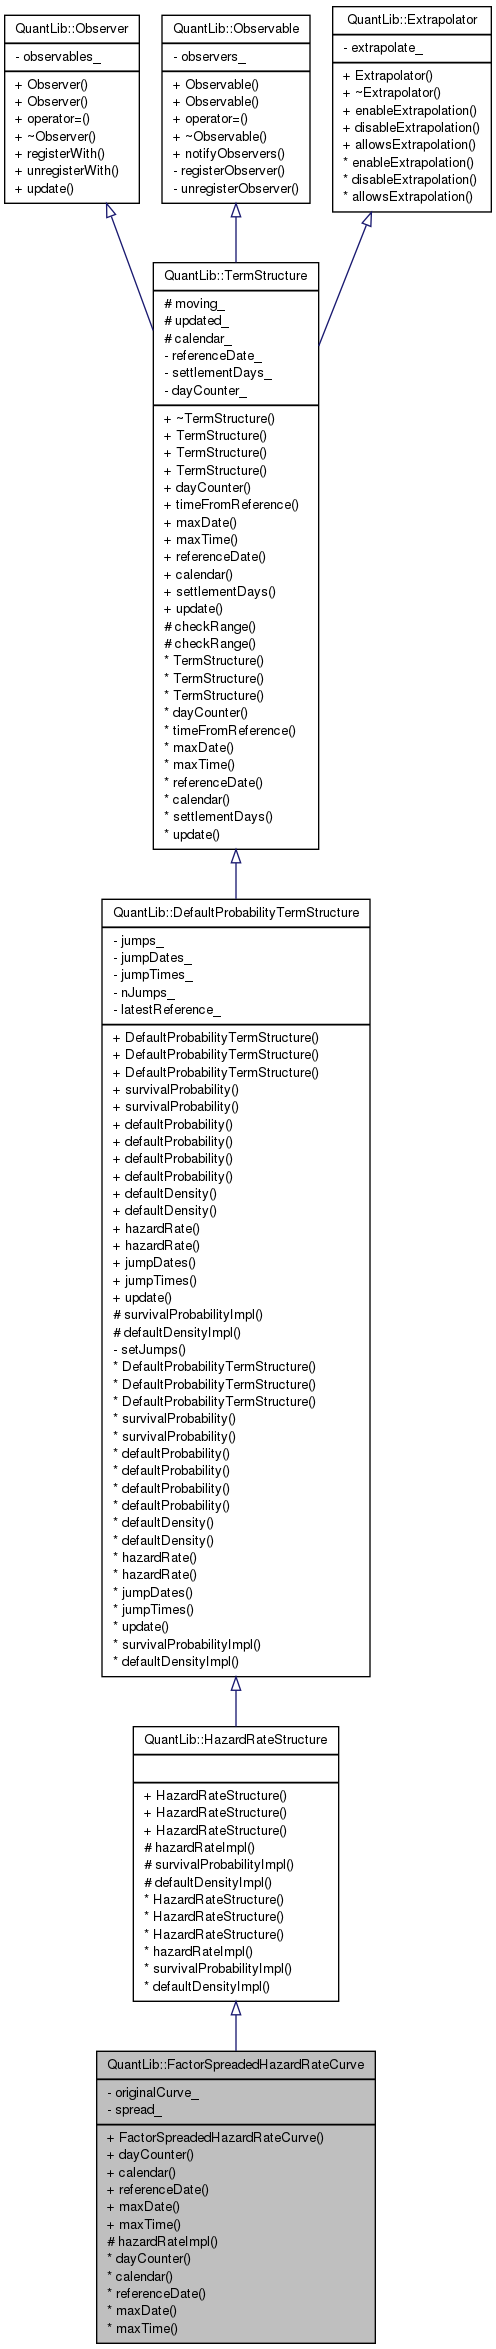 QuantLib::Observer
- observables_
+ Observer()
+ Observer()
+ operator=()
+ ~Observer()
+ registerWith()
+ unregisterWith()
+ update()
QuantLib::Observable
- observers_
+ Observable()
+ Observable()
+ operator=()
+ ~Observable()
+ notifyObservers()
- registerObserver()
- unregisterObserver()
QuantLib::Extrapolator
- extrapolate_
+ Extrapolator()
+ ~Extrapolator()
+ enableExtrapolation()
+ disableExtrapolation()
+ allowsExtrapolation()
* enableExtrapolation()
* disableExtrapolation()
* allowsExtrapolation()
QuantLib::TermStructure
# moving_
# updated_
# calendar_
- referenceDate_
- settlementDays_
- dayCounter_
+ ~TermStructure()
+ TermStructure()
+ TermStructure()
+ TermStructure()
+ dayCounter()
+ timeFromReference()
+ maxDate()
+ maxTime()
+ referenceDate()
+ calendar()
+ settlementDays()
+ update()
# checkRange()
# checkRange()
* TermStructure()
* TermStructure()
* TermStructure()
* dayCounter()
* timeFromReference()
* maxDate()
* maxTime()
* referenceDate()
* calendar()
* settlementDays()
* update()
QuantLib::DefaultProbabilityTermStructure
- jumps_
- jumpDates_
- jumpTimes_
- nJumps_
- latestReference_
+ DefaultProbabilityTermStructure()
+ DefaultProbabilityTermStructure()
+ DefaultProbabilityTermStructure()
+ survivalProbability()
+ survivalProbability()
+ defaultProbability()
+ defaultProbability()
+ defaultProbability()
+ defaultProbability()
+ defaultDensity()
+ defaultDensity()
+ hazardRate()
+ hazardRate()
+ jumpDates()
+ jumpTimes()
+ update()
# survivalProbabilityImpl()
# defaultDensityImpl()
- setJumps()
* DefaultProbabilityTermStructure()
* DefaultProbabilityTermStructure()
* DefaultProbabilityTermStructure()
* survivalProbability()
* survivalProbability()
* defaultProbability()
* defaultProbability()
* defaultProbability()
* defaultProbability()
* defaultDensity()
* defaultDensity()
* hazardRate()
* hazardRate()
* jumpDates()
* jumpTimes()
* update()
* survivalProbabilityImpl()
* defaultDensityImpl()
QuantLib::HazardRateStructure
+ HazardRateStructure()
+ HazardRateStructure()
+ HazardRateStructure()
# hazardRateImpl()
# survivalProbabilityImpl()
# defaultDensityImpl()
* HazardRateStructure()
* HazardRateStructure()
* HazardRateStructure()
* hazardRateImpl()
* survivalProbabilityImpl()
* defaultDensityImpl()
QuantLib::FactorSpreadedHazardRateCurve
- originalCurve_
- spread_
+ FactorSpreadedHazardRateCurve()
+ dayCounter()
+ calendar()
+ referenceDate()
+ maxDate()
+ maxTime()
# hazardRateImpl()
* dayCounter()
* calendar()
* referenceDate()
* maxDate()
* maxTime()